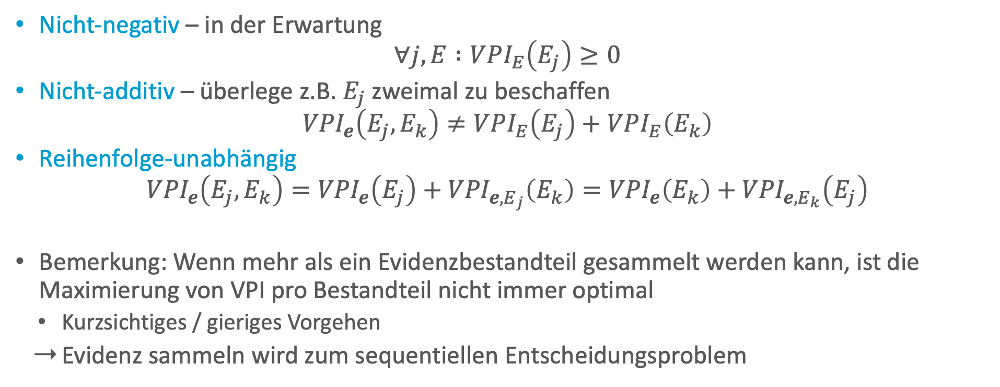 • Nicht-negativ – in der Erwartung
∀j, E : VPI_E(E_j) ≥ 0
• Nicht-additiv – überlege z.B. E_j zweimal zu beschaffen
VPI_e(E_j, E_k) ≠ VPI_E(E_j) + VPI_E(E_k)
• Reihenfolge-unabhängig
VPI_e(E_j, E_k) = VPI_e(E_j) + VPI_{e,E_j}(E_k) = VPI_e(E_k) + VPI_{e,E_k}(E_j)
• Bemerkung: Wenn mehr als ein Evidenzbestandteil gesammelt werden kann, ist die
Maximierung von VPI pro Bestandteil nicht immer optimal
• Kurzsichtiges / gieriges Vorgehen
→ Evidenz sammeln wird zum sequentiellen Entscheidungsproblem